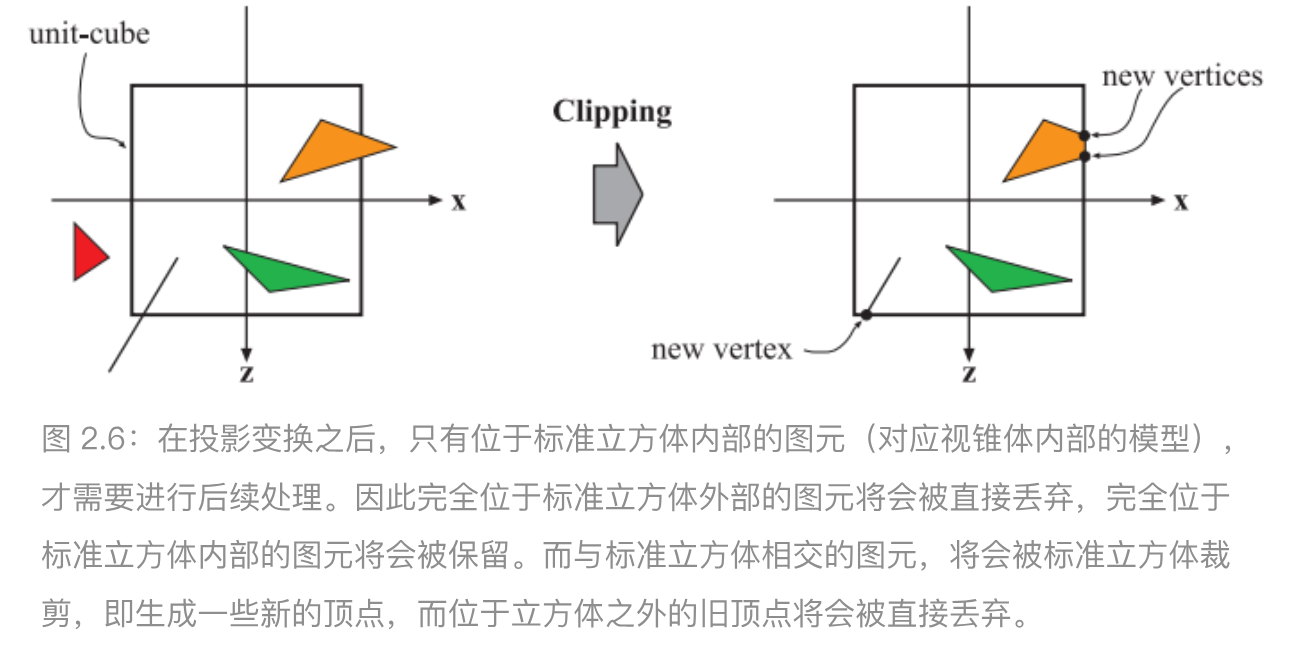 unit-cube
x
z
Clipping
new vertices
x
new vertex
z
图 2.6：在投影变换之后，只有位于标准立方体内部的图元（对应视锥体内部的模型），
才需要进行后续处理。因此完全位于标准立方体外部的图元将会被直接丢弃，完全位于
标准立方体内部的图元将会被保留。而与标准立方体相交的图元，将会被标准立方体裁
剪，即生成一些新的顶点，而位于立方体之外的旧顶点将会被直接丢弃。